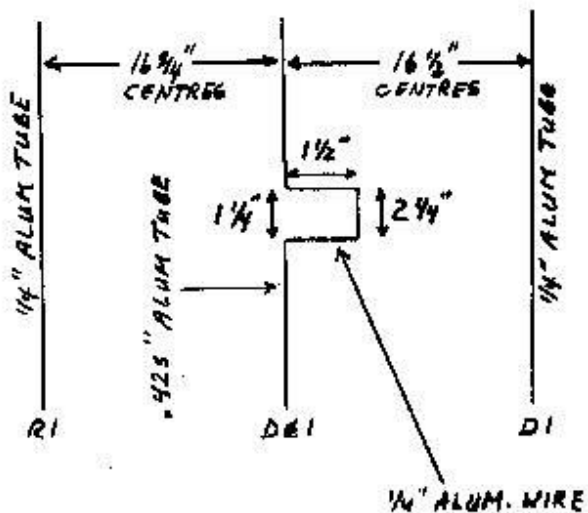 16 3/4"
CENTRES
16 1/2"
CENTRES
1 1/2"
1 1/4"
2 1/4"
1/4" ALUM TUBE
.425" ALUM TUBE
1/4" ALUM TUBE
R1
DE1
D1
1/4" ALUM. WIRE